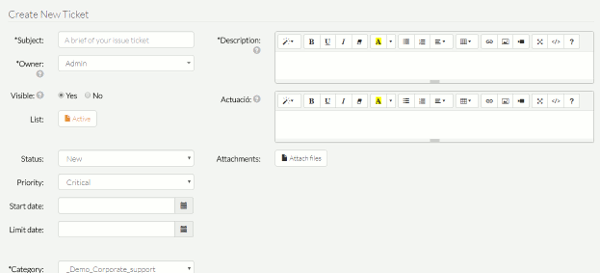 Create New Ticket
*Subject:
A brief of your issue ticket
*Owner:
Admin
Visible:
Yes
No
List:
Active
Status:
New
Priority:
Critical
Start date:
Limit date:
*Category:
_Demo_Corporate_support
*Description:
B U I A
?
Actuació:
B U I A
?
Attachments:
Attach files